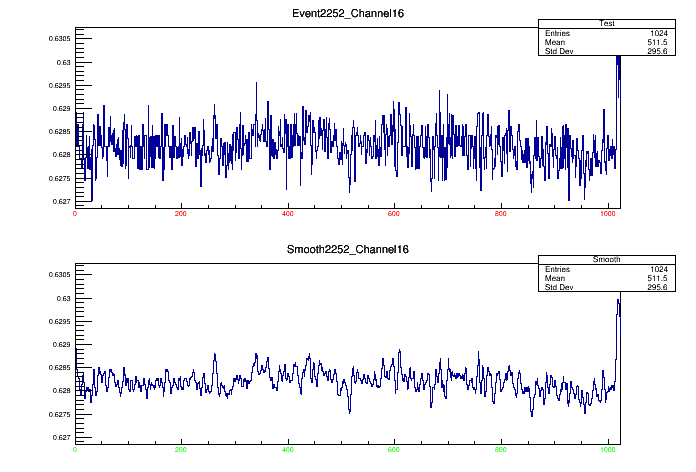 Event2252_Channel16
Test
Entries 1024
Mean 511.5
Std Dev 295.6
0.6305
0.63
0.6295
0.629
0.6285
0.628
0.6275
0.627
0 200 400 600 800 1000
Smooth2252_Channel16
Smooth
Entries 1024
Mean 511.5
Std Dev 295.6
0.6305
0.63
0.6295
0.629
0.6285
0.628
0.6275
0.627
0 200 400 600 800 1000